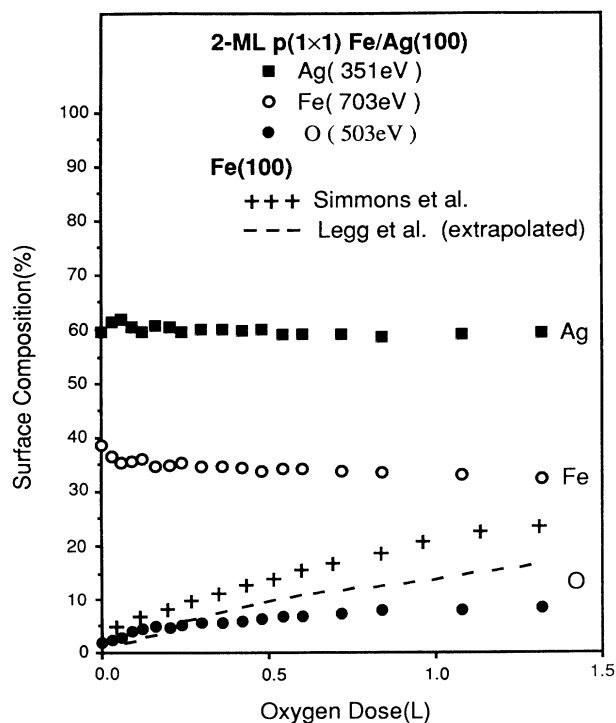 2-ML p(1×1) Fe/Ag(100)
■ Ag( 351eV )
○ Fe(703eV)
● O ( 503eV )
Fe(100)
+++ Simmons et al.
– – – Legg et al. (extrapolated)
Surface Composition(%)
100
80
70
60
50
40
30
20
10
0
Ag
Fe
O
0.0
0.5
1.0
1.5
Oxygen Dose(L)